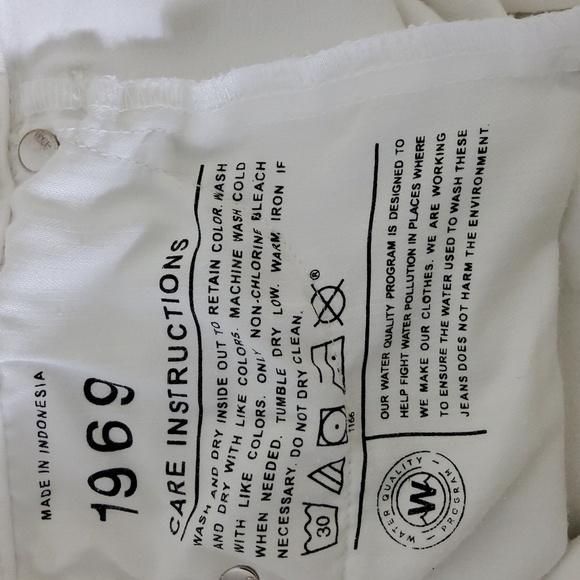 MADE IN INDONESIA
1969
CARE INSTRUCTIONS
WASH AND DRY INSIDE OUT TO RETAIN COLOR. WASH
AND DRY WITH LIKE COLORS. MACHINE WASH COLD
WITH LIKE COLORS. ONLY NON-CHLORINE BLEACH
WHEN NEEDED. TUMBLE DRY LOW. WARM IRON IF
NECESSARY. DO NOT DRY CLEAN.
30
®
1166
OUR WATER QUALITY PROGRAM IS DESIGNED TO
HELP FIGHT WATER POLLUTION IN PLACES WHERE
WE MAKE OUR CLOTHES. WE ARE WORKING
TO ENSURE THE WATER USED TO WASH THESE
JEANS DOES NOT HARM THE ENVIRONMENT.
WATER QUALITY
W
PROGRAM